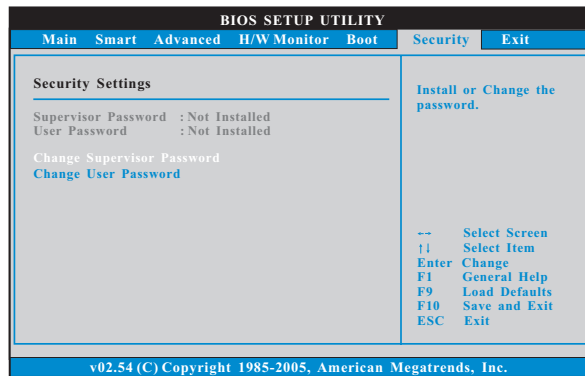 BIOS SETUP UTILITY
Main Smart Advanced H/W Monitor Boot Security Exit
Security Settings
Supervisor Password : Not Installed
User Password : Not Installed
Change Supervisor Password
Change User Password
Install or Change the
password.
←→ Select Screen
↑↓ Select Item
Enter Change
F1 General Help
F9 Load Defaults
F10 Save and Exit
ESC Exit
v02.54 (C) Copyright 1985-2005, American Megatrends, Inc.